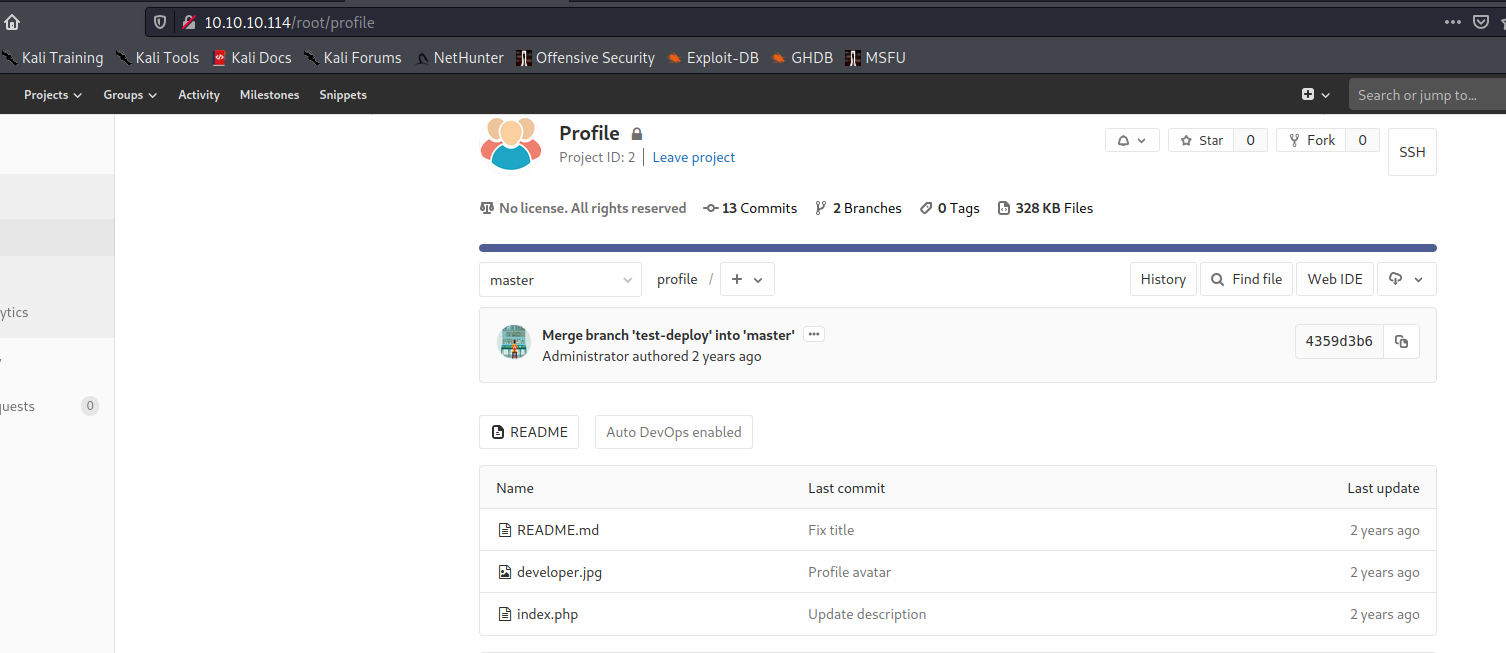 10.10.10.114/root/profile
Kali Training Kali Tools Kali Docs Kali Forums NetHunter Offensive Security Exploit-DB GHDB MSFU
Projects Groups Activity Milestones Snippets Search or jump to...
Profile
Project ID: 2 Leave project
Star 0 Fork 0 SSH
No license. All rights reserved 13 Commits 2 Branches 0 Tags 328 KB Files
master profile / + History Find file Web IDE
ytics
Merge branch 'test-deploy' into 'master'
Administrator authored 2 years ago
4359d3b6
quests 0
README Auto DevOps enabled
Name Last commit Last update
README.md Fix title 2 years ago
developer.jpg Profile avatar 2 years ago
index.php Update description 2 years ago